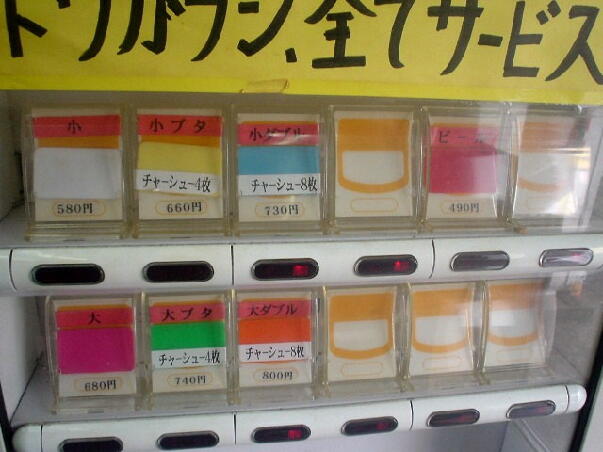 トウガラシ、全てサービス
小
580円
小ブタ
チャーシュー4枚
660円
小ダブル
チャーシュー8枚
730円
ビール
490円
大
680円
大ブタ
チャーシュー4枚
740円
大ダブル
チャーシュー8枚
800円